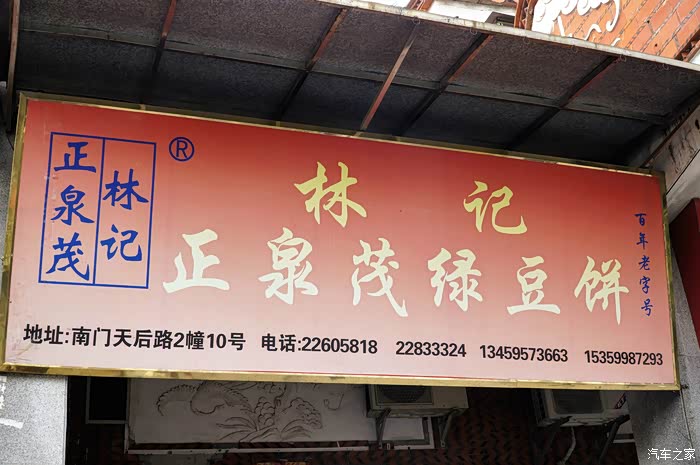 正泉茂
林记
®
林记
正泉茂绿豆饼
百年老字号
地址:南门天后路2幢10号 电话:22605818 22833324 13459573663 15359987293
汽车之家